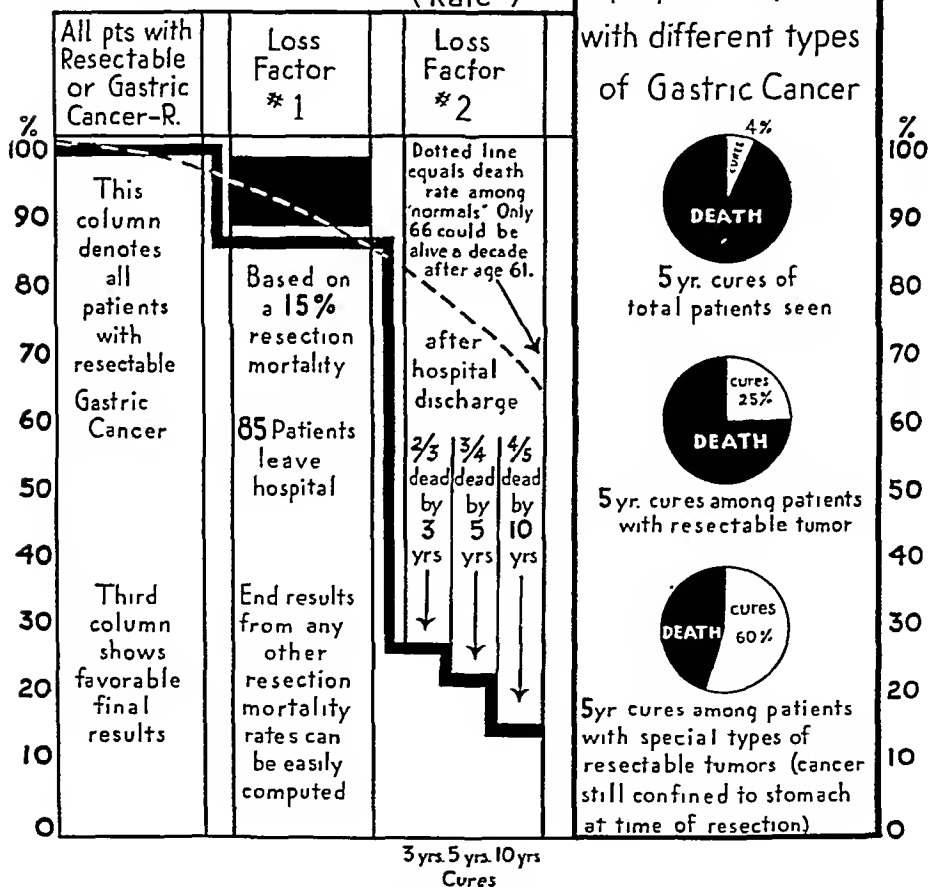 (Rate )
All pts with
Resectable
or Gastric
Cancer-R.
Loss
Factor
#1
Loss
Factor
#2
%
100
90
80
70
60
50
40
30
20
10
0
This
column
denotes
all
patients
with
resectable
Gastric
Cancer
Third
column
shows
favorable
final
results
Based on
a 15%
resection
mortality
85 Patients
leave
hospital
End results
from any
other
resection
mortality
rates can
be easily
computed
Dotted line
equals death
rate among
"normals" Only
66 could be
alive a decade
after age 61.
after
hospital
discharge
2/3 3/4 4/5
dead dead dead
by by by
3 5 10
yrs yrs yrs
3 yrs. 5 yrs. 10 yrs
Cures
with different types
of Gastric Cancer
4%
CURES
DEATH
5 yr. cures of
total patients seen
cures
25%
DEATH
5 yr. cures among patients
with resectable tumor
cures
DEATH 60%
5yr cures among patients
with special types of
resectable tumors (cancer
still confined to stomach
at time of resection)
%
100
90
80
70
60
50
40
30
20
10
0